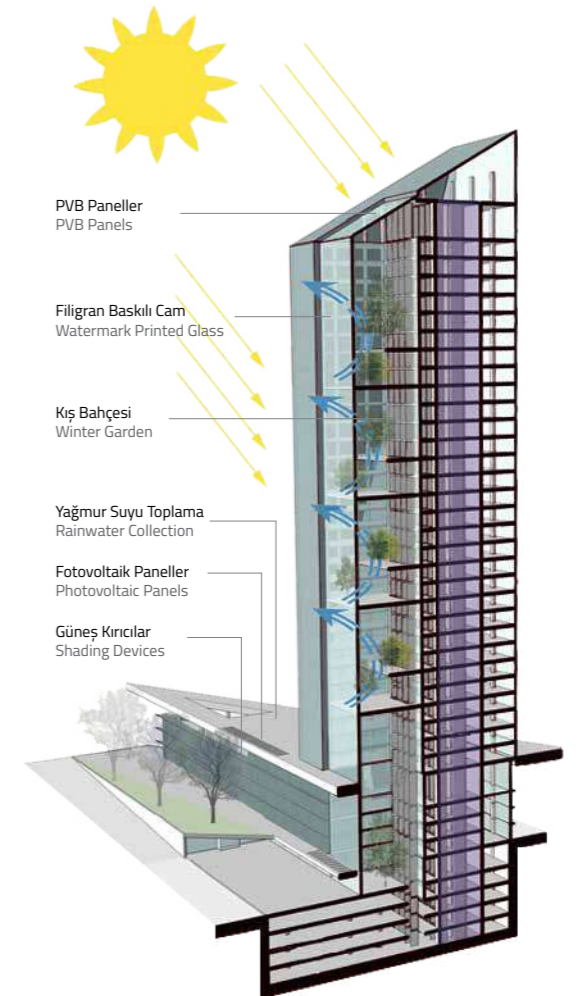 PVB Paneller
PVB Panels
Filigran Baskılı Cam
Watermark Printed Glass
Kış Bahçesi
Winter Garden
Yağmur Suyu Toplama
Rainwater Collection
Fotovoltaik Paneller
Photovoltaic Panels
Güneş Kırıcılar
Shading Devices